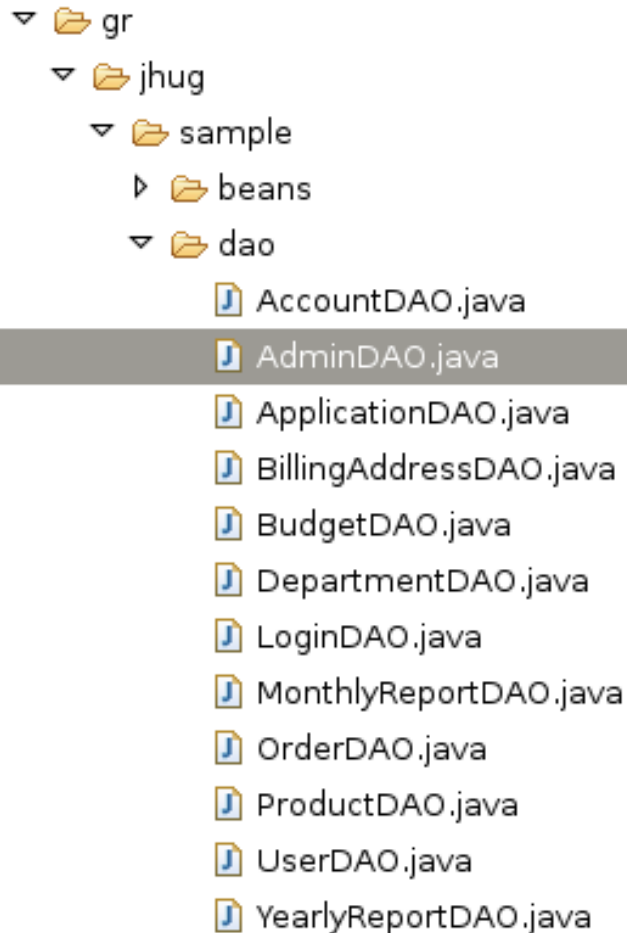 gr
jhug
sample
beans
dao
AccountDAO.java
AdminDAO.java
ApplicationDAO.java
BillingAddressDAO.java
BudgetDAO.java
DepartmentDAO.java
LoginDAO.java
MonthlyReportDAO.java
OrderDAO.java
ProductDAO.java
UserDAO.java
YearlyReportDAO.java